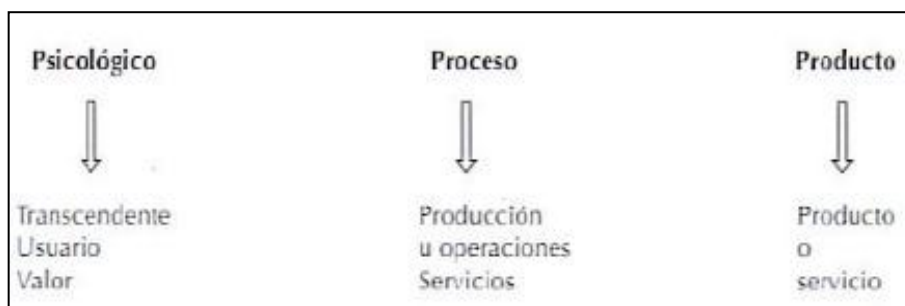 Psicológico Proceso Producto
Transcendente Producción Producto
Usuario u operaciones o
Valor Servicios servicio